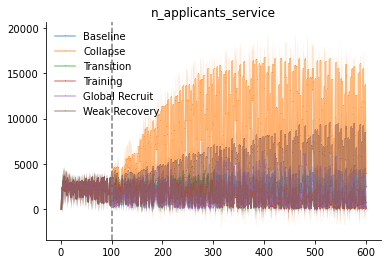 n_applicants_service
20000
15000
10000
5000
0
Baseline
Collapse
Transition
Training
Global Recruit
Weak Recovery
0
100
200
300
400
500
600